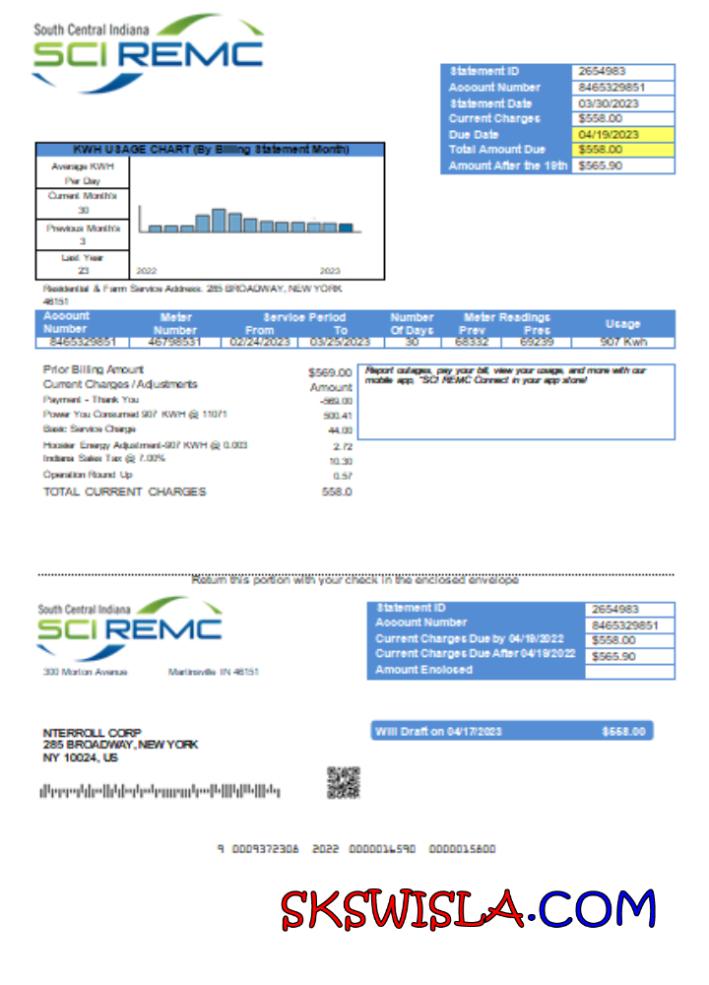 South Central Indiana
SCI REMC
Statement ID 2654983
Account Number 8465329851
Statement Date 03/30/2023
Current Charges $558.00
Due Date 04/19/2023
Total Amount Due $558.00
Amount After the 19th $565.90
KWH USAGE CHART (By Billing Statement Month)
Average KWH
Per Day
Current Month's
30
Previous Month's
3
Last Year
23
2022 2023
Residential & Farm Service Address. 285 BROADWAY, NEW YORK
46151
Account Number Meter Number Service Period From To Number Of Days Meter Readings Prev Pres Usage
8465329851 46798531 02/24/2023 03/25/2023 30 68332 69239 907 Kwh
Prior Billing Amount $569.00
Current Charges / Adjustments Amount
Payment - Thank You -569.00
Power You Consumed 907 KWH @ 11071 500.41
Basic Service Charge 44.00
Hoosier Energy Adjustment-907 KWH @ 0.003 2.72
Indiana Sales Tax @ 7.00% 10.30
Operation Round Up 0.57
TOTAL CURRENT CHARGES 558.0
Report outages, pay your bill, view your usage, and more with our
mobile app, "SCI REMC Connect in your app store!
Return this portion with your check in the enclosed envelope
South Central Indiana
SCI REMC
300 Morton Avenue Martinsville IN 46151
Statement ID 2654983
Account Number 8465329851
Current Charges Due by 04/19/2022 $558.00
Current Charges Due After 04/19/2022 $565.90
Amount Enclosed
NTERROLL CORP
285 BROADWAY, NEW YORK
NY 10024, US
Will Draft on 04/17/2023 $558.00
9 0009372308 2022 0000016590 0000015800
SKSWISLA.COM